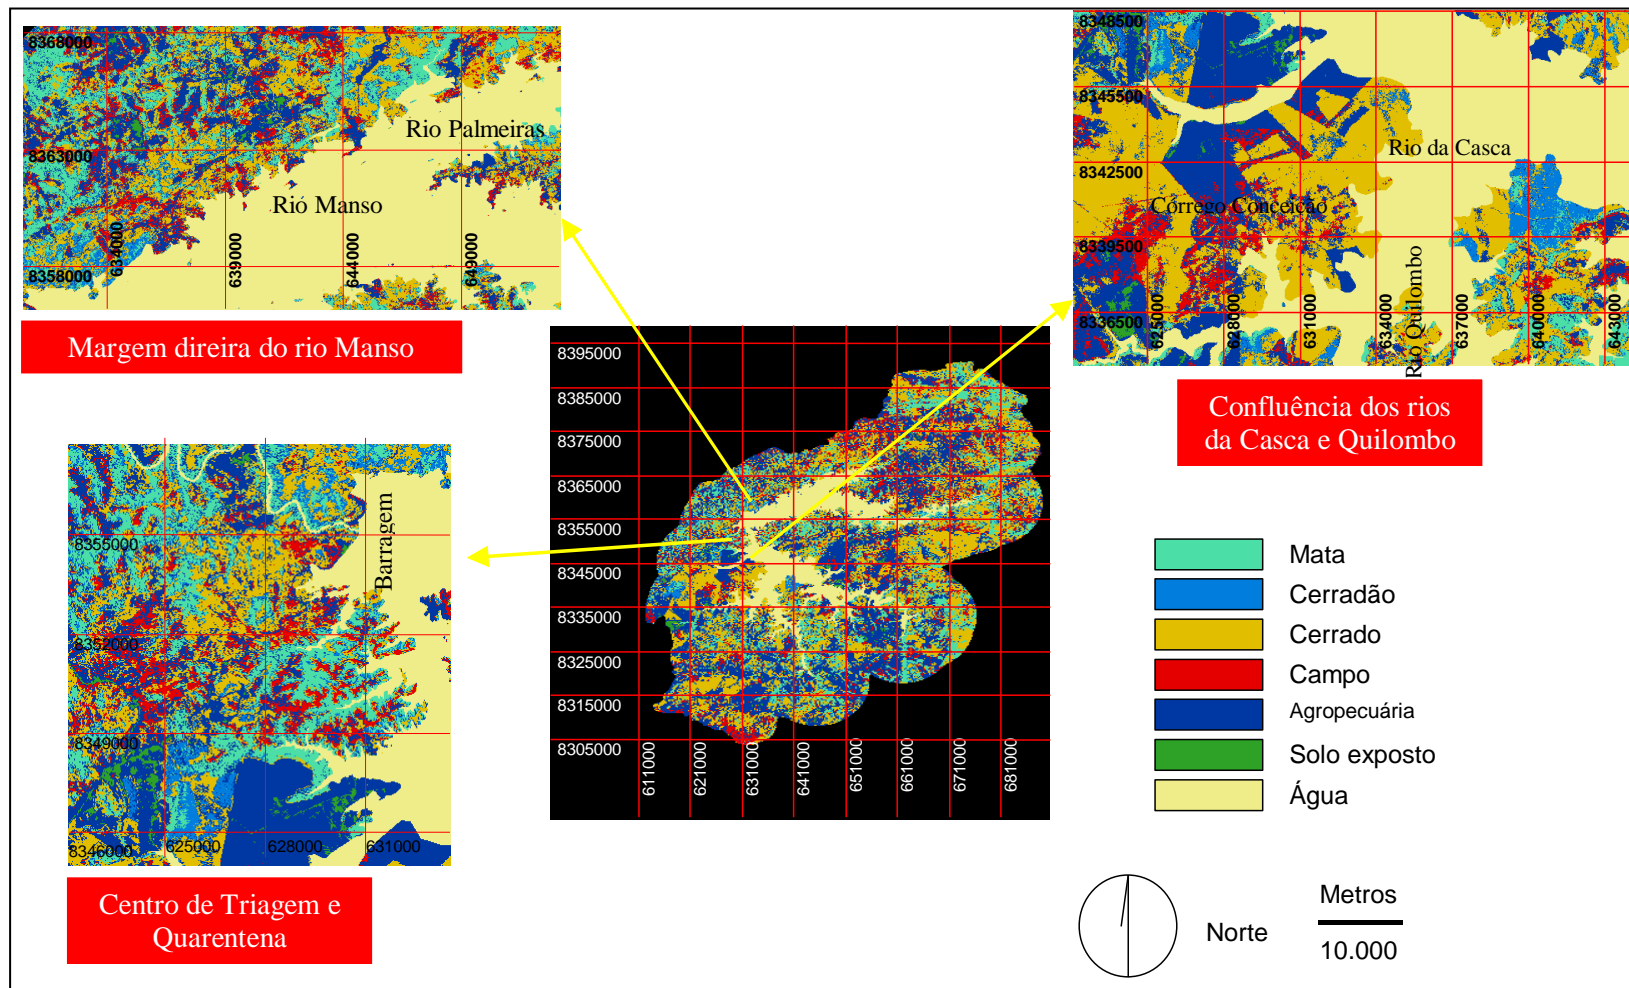 8368000
8363000
8358000
634000
639000
644000
649000
Rio Palmeiras
Rió Manso
Margem direira do rio Manso
8348500
8345500
8342500
8339500
8336500
625000
628000
631000
634000
637000
640000
643000
Rio da Casca
Córrego Conceição
Rio Quilombo
Confluência dos rios
da Casca e Quilombo
8395000
8385000
8375000
8365000
8355000
8345000
8335000
8325000
8315000
8305000
611000
621000
631000
641000
651000
661000
671000
681000
8355000
8352000
8349000
8346000
625000
628000
631000
Barragem
Centro de Triagem e
Quarentena
Mata
Cerradão
Cerrado
Campo
Agropecuária
Solo exposto
Água
Norte
Metros
10.000